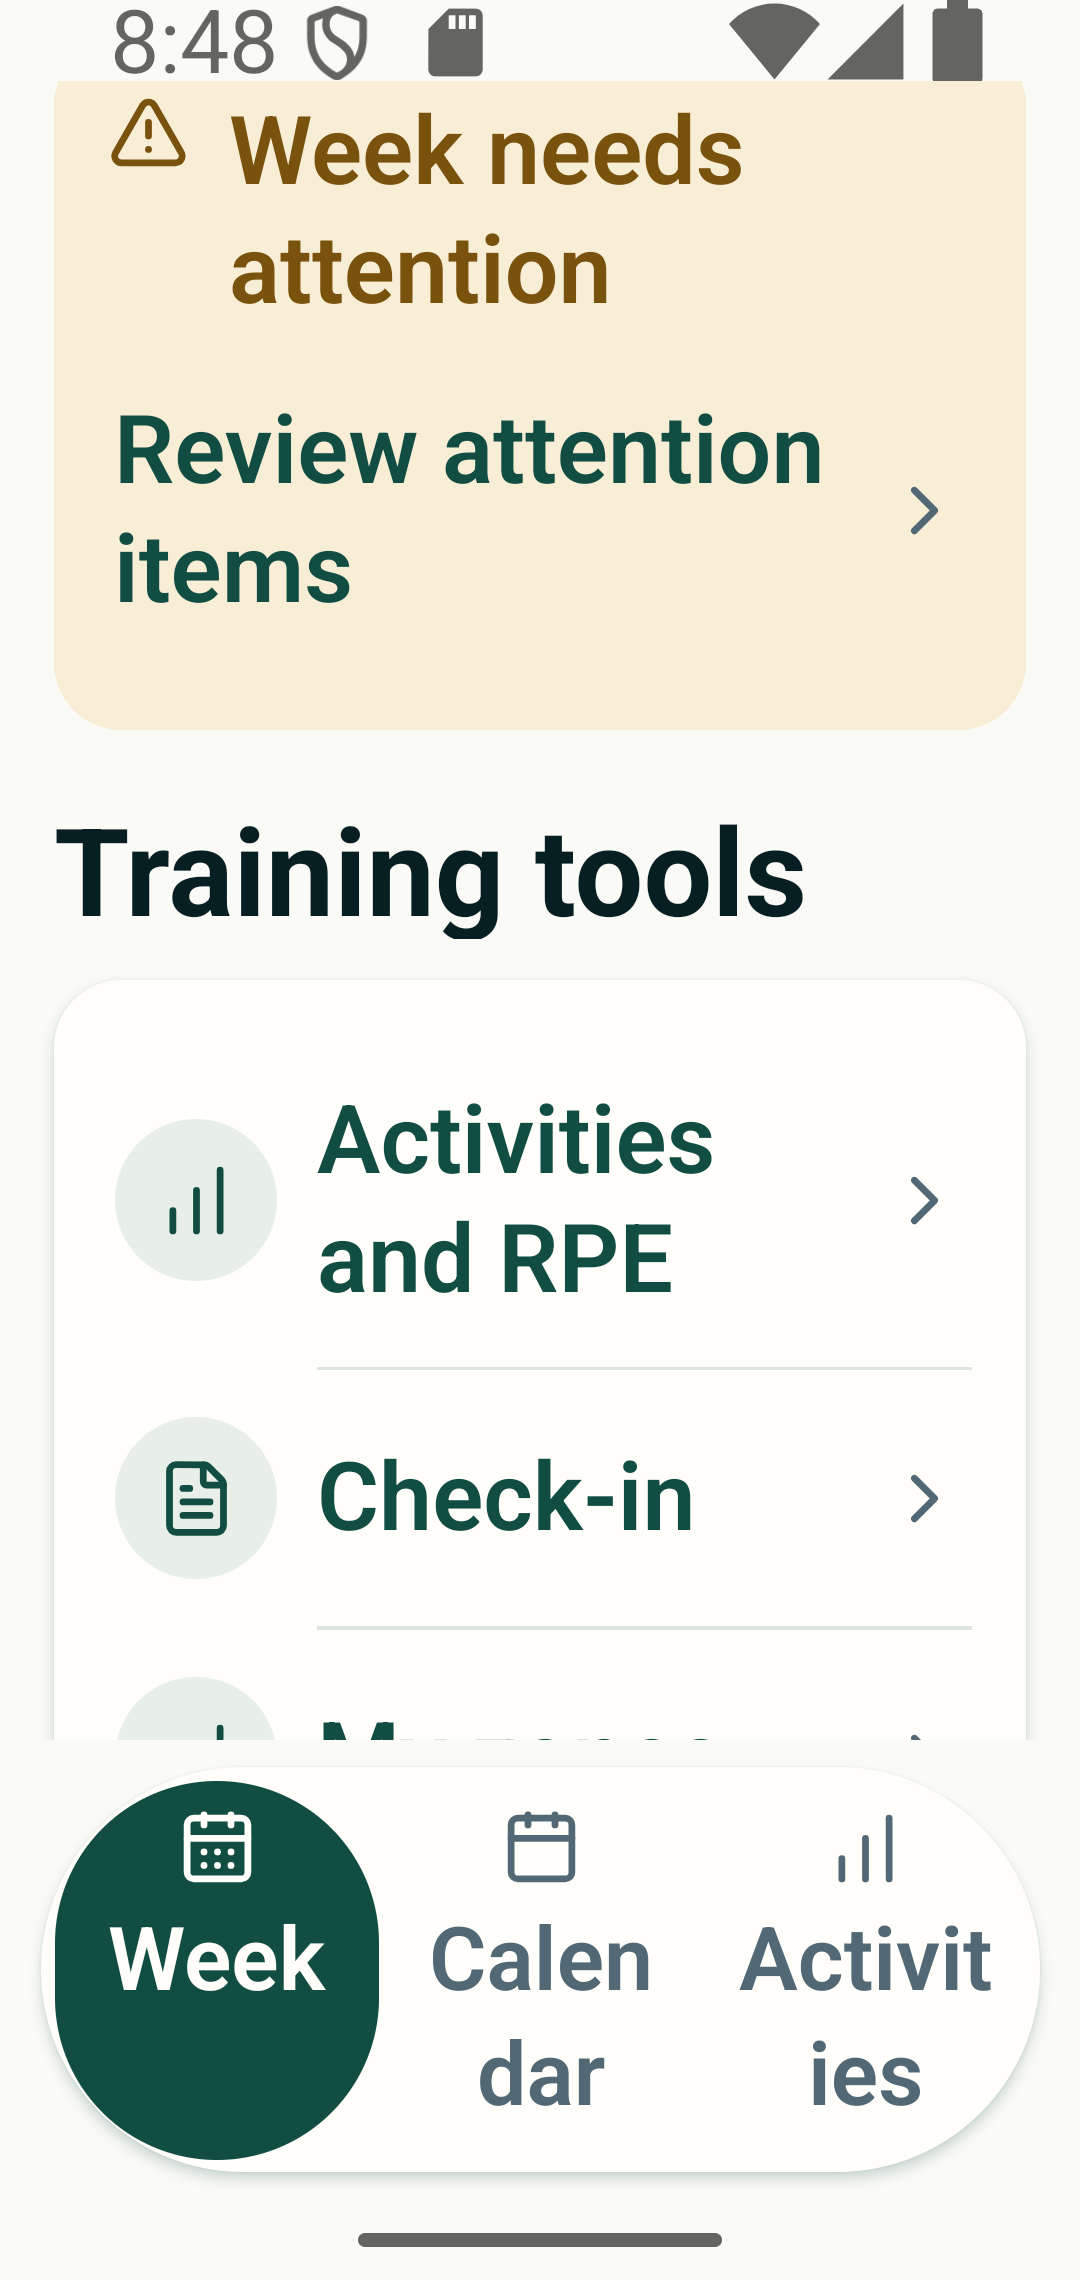 8:48
Week needs
attention
Review attention
items
Training tools
Activities
and RPE
Check-in
Week
Calen
dar
Activit
ies